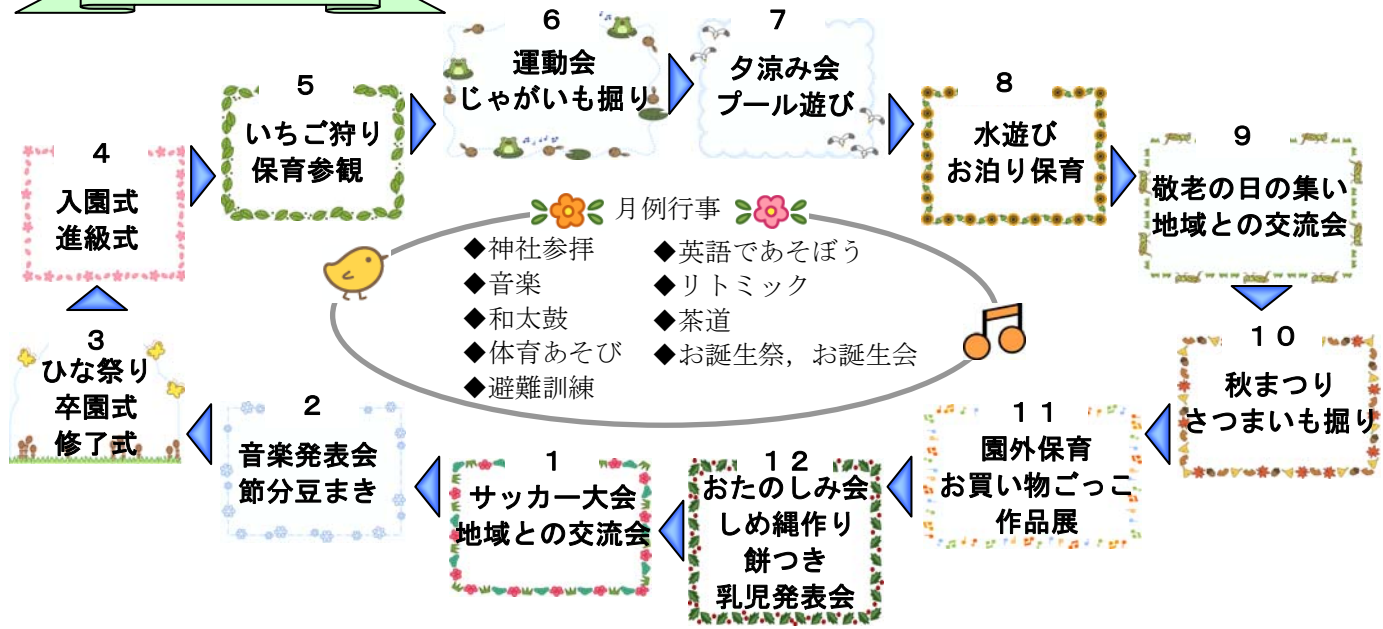 ４
入園式
進級式
５
いちご狩り
保育参観
６
運動会
じゃがいも掘り
７
夕涼み会
プール遊び
８
水遊び
お泊り保育
９
敬老の日の集い
地域との交流会
１０
秋まつり
さつまいも掘り
１１
園外保育
お買い物ごっこ
作品展
１２
おたのしみ会
しめ縄作り
餅つき
乳児発表会
１
サッカー大会
地域との交流会
２
音楽発表会
節分豆まき
３
ひな祭り
卒園式
修了式
月例行事
◆神社参拝
◆音楽
◆和太鼓
◆体育あそび
◆避難訓練
◆英語であそぼう
◆リトミック
◆茶道
◆お誕生祭，お誕生会